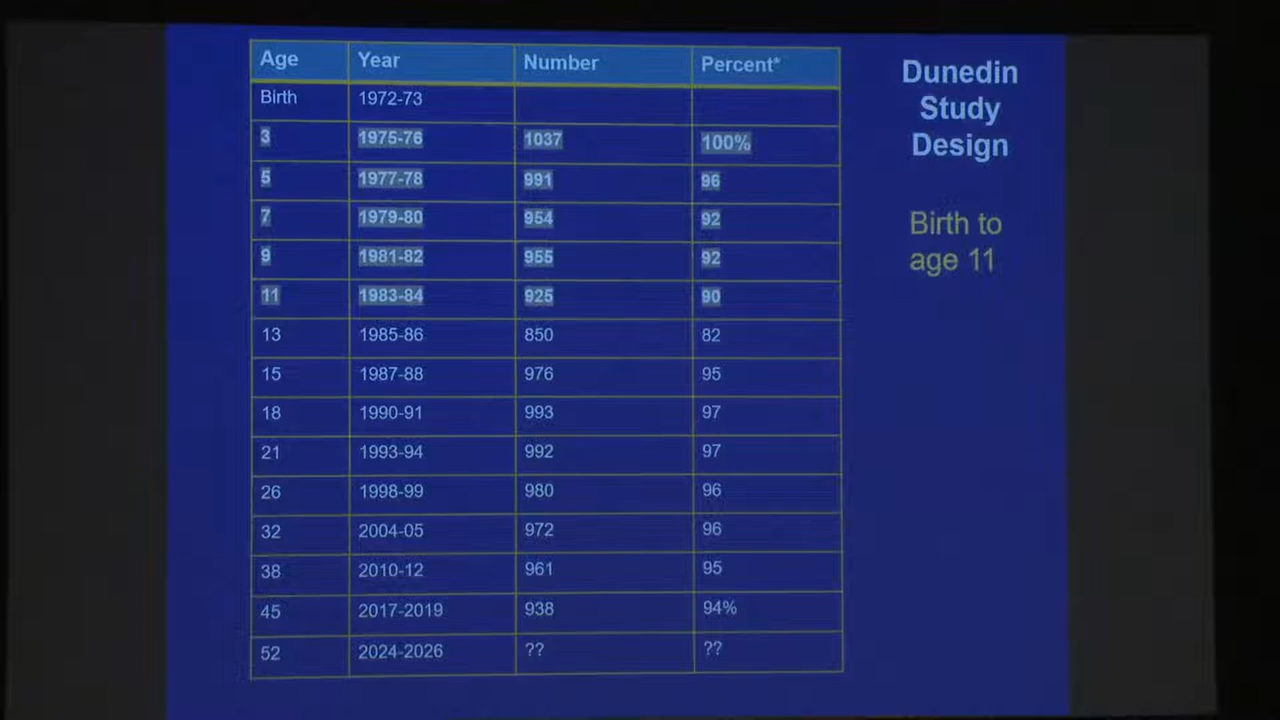 Age Year Number Percent*
Birth 1972-73
3 1975-76 1037 100%
5 1977-78 991 96
7 1979-80 954 92
9 1981-82 955 92
11 1983-84 925 90
13 1985-86 850 82
15 1987-88 976 95
18 1990-91 993 97
21 1993-94 992 97
26 1998-99 980 96
32 2004-05 972 96
38 2010-12 961 95
45 2017-2019 938 94%
52 2024-2026 ?? ??
Dunedin
Study
Design
Birth to
age 11